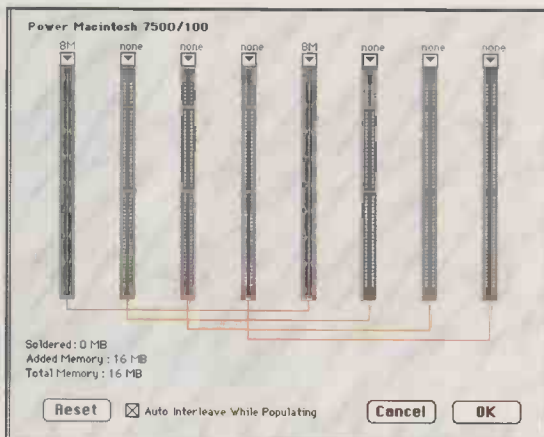 Power Macintosh 7500/100
8M none none none 8M none none none
Soldered: 0 MB
Added Memory: 16 MB
Total Memory: 16 MB
Reset Auto Interleave While Populating Cancel OK